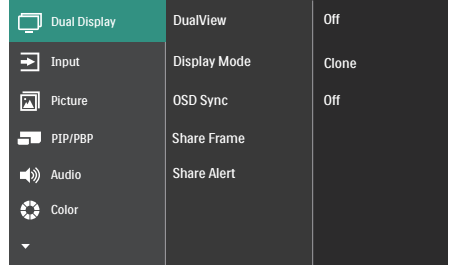 Dual Display DualView Off
Input Display Mode Clone
Picture OSD Sync Off
PIP/PBP Share Frame
Audio Share Alert
Color